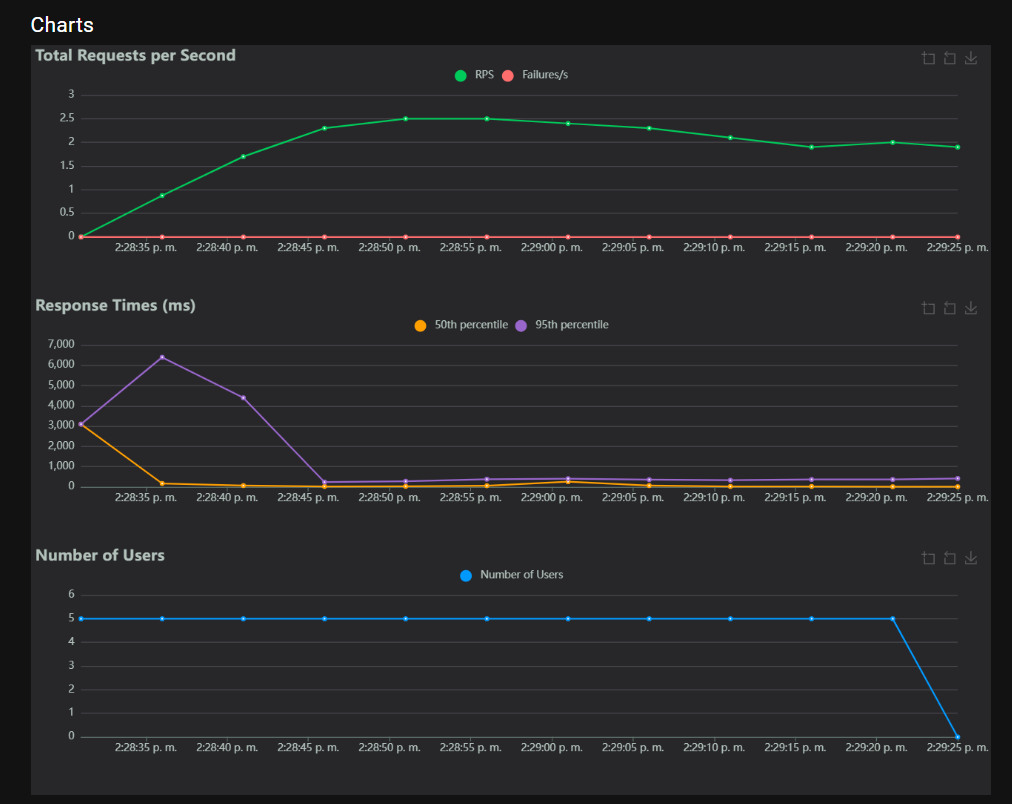 Charts
Total Requests per Second
RPS Failures/s
3
2.5
2
1.5
1
0.5
0
2:28:35 p. m. 2:28:40 p. m. 2:28:45 p. m. 2:28:50 p. m. 2:28:55 p. m. 2:29:00 p. m. 2:29:05 p. m. 2:29:10 p. m. 2:29:15 p. m. 2:29:20 p. m. 2:29:25 p. m.
Response Times (ms)
50th percentile 95th percentile
7,000
6,000
5,000
4,000
3,000
2,000
1,000
0
2:28:35 p. m. 2:28:40 p. m. 2:28:45 p. m. 2:28:50 p. m. 2:28:55 p. m. 2:29:00 p. m. 2:29:05 p. m. 2:29:10 p. m. 2:29:15 p. m. 2:29:20 p. m. 2:29:25 p. m.
Number of Users
Number of Users
6
5
4
3
2
1
0
2:28:35 p. m. 2:28:40 p. m. 2:28:45 p. m. 2:28:50 p. m. 2:28:55 p. m. 2:29:00 p. m. 2:29:05 p. m. 2:29:10 p. m. 2:29:15 p. m. 2:29:20 p. m. 2:29:25 p. m.